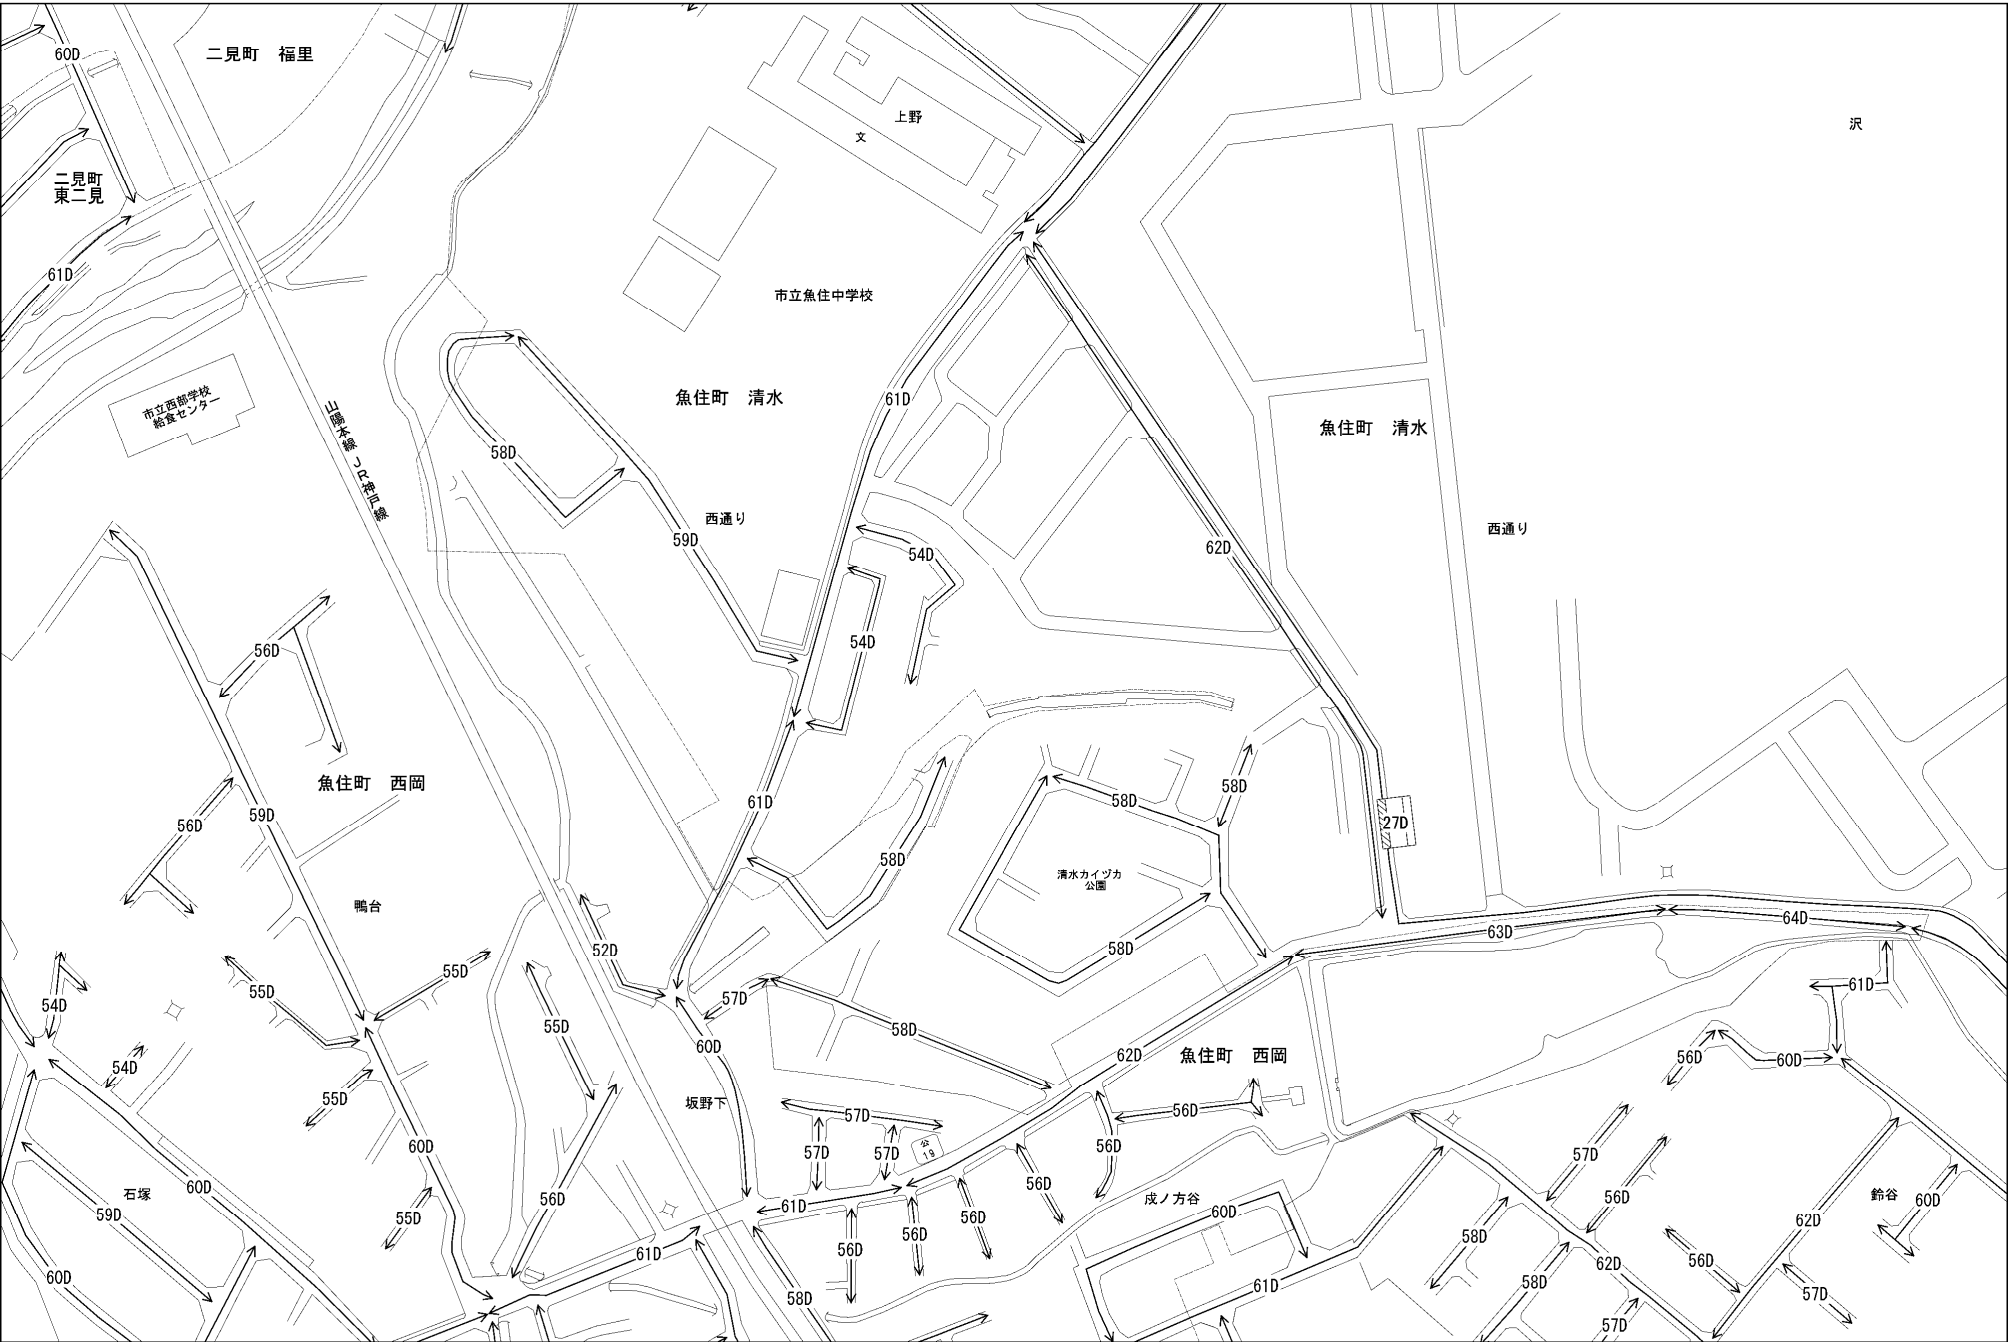 60D
二見町　福里
上野
文
沢
二見町
東二見
61D
市立魚住中学校
市立西部学校
給食センター
山陽本線 JR神戸線
魚住町　清水
61D
魚住町　清水
58D
西通り
59D
54D
62D
西通り
56D
54D
魚住町　西岡
58D
56D
59D
61D
58D
27D
58D
清水カイヅカ
公園
鴨台
52D
58D
63D
64D
55D
55D
54D
57D
61D
55D
58D
60D
62D
魚住町　西岡
56D
60D
54D
55D
坂野下
57D
56D
60D
57D
57D
公
19
56D
57D
56D
石塚
60D
56D
56D
56D
戍ノ方谷
鈴谷
59D
55D
61D
56D
60D
60D
62D
56D
61D
56D
58D
62D
56D
60D
58D
61D
58D
57D
57D